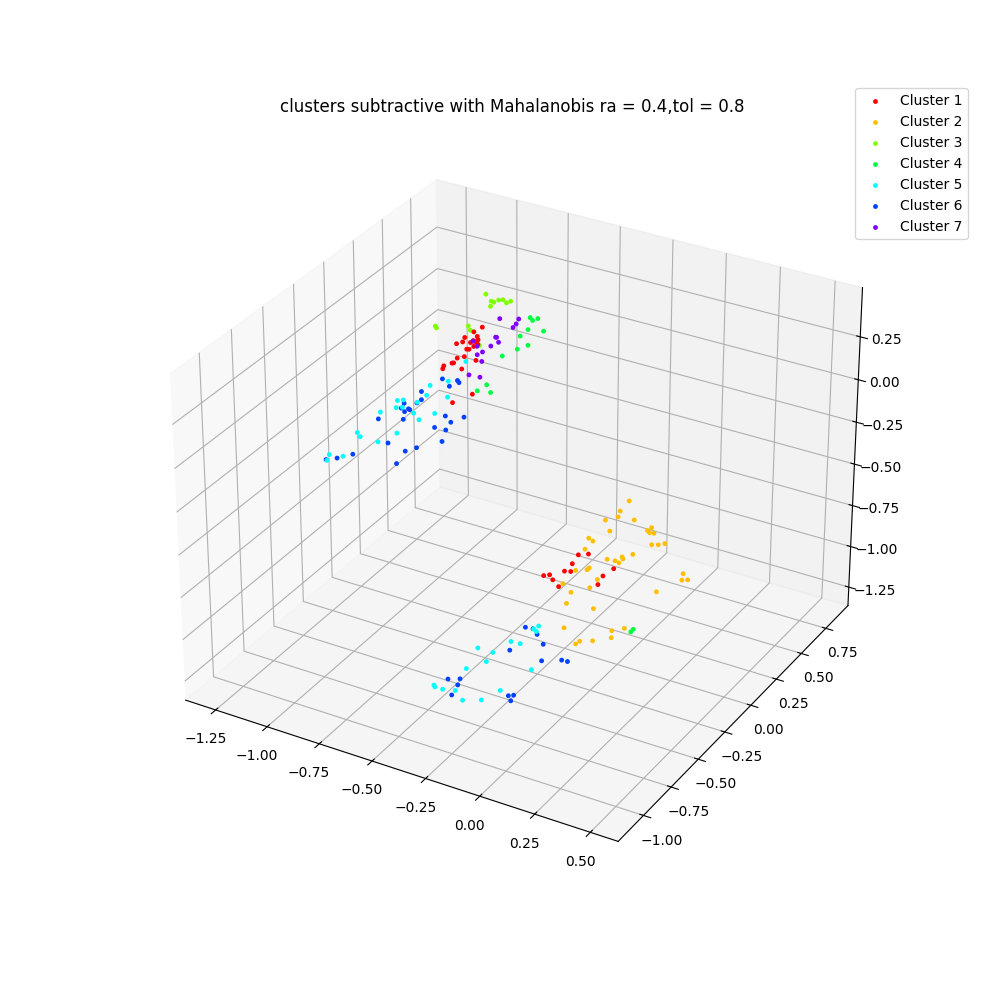 clusters subtractive with Mahalanobis ra = 0.4,tol = 0.8
Cluster 1
Cluster 2
Cluster 3
Cluster 4
Cluster 5
Cluster 6
Cluster 7
0.25
0.00
−0.25
−0.50
−0.75
−1.00
−1.25
0.75
0.50
0.25
0.00
−0.25
−0.50
−0.75
−1.00
−1.25
−1.00
−0.75
−0.50
−0.25
0.00
0.25
0.50